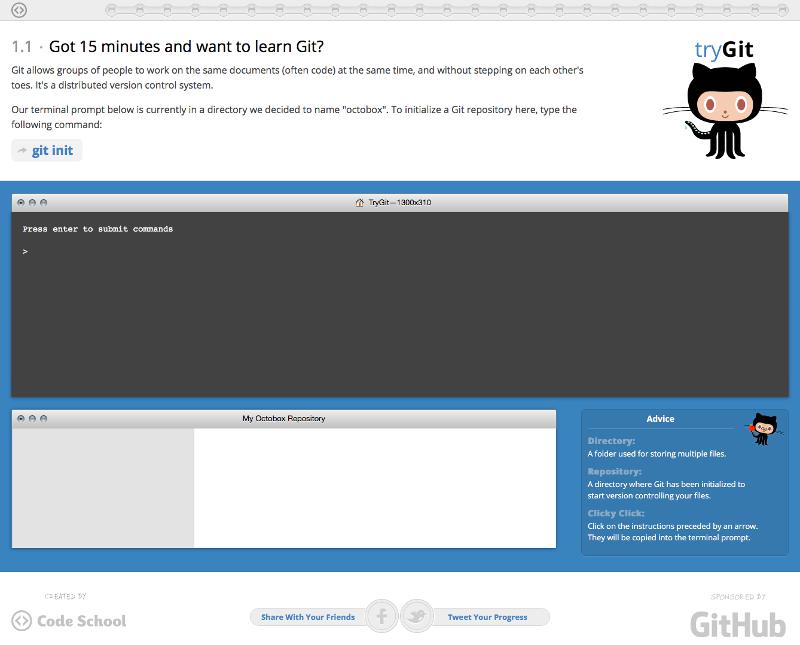 1.1 · Got 15 minutes and want to learn Git?
tryGit
Git allows groups of people to work on the same documents (often code) at the same time, and without stepping on each other's
toes. It's a distributed version control system.
Our terminal prompt below is currently in a directory we decided to name "octobox". To initialize a Git repository here, type the
following command:
git init
TryGit—1300x310
Press enter to submit commands
>
My Octobox Repository
Advice
Directory:
A folder used for storing multiple files.
Repository:
A directory where Git has been initialized to
start version controlling your files.
Clicky Click:
Click on the instructions preceded by an arrow.
They will be copied into the terminal prompt.
CREATED BY
Code School
Share With Your Friends
Tweet Your Progress
SPONSORED BY
GitHub